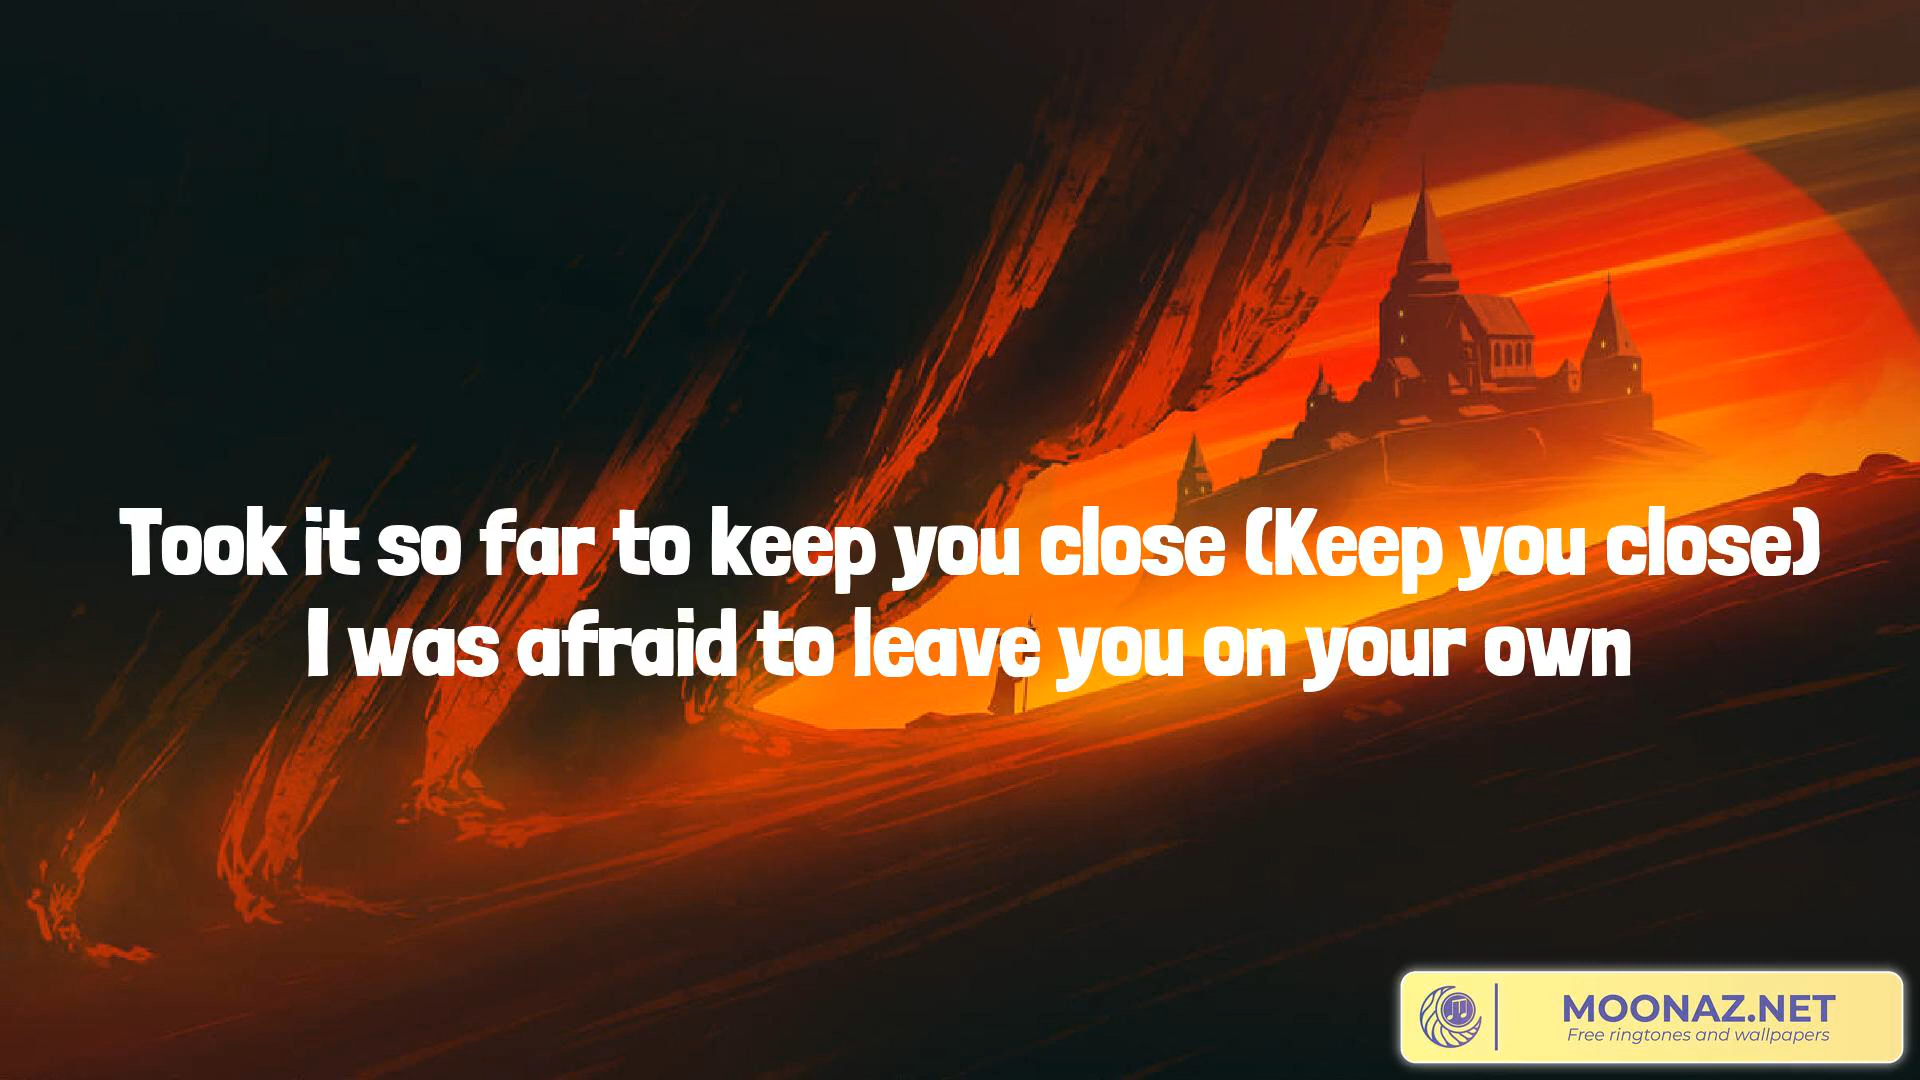 Took it so far to keep you close (Keep you close)
I was afraid to leave you on your own
MOONAZ.NET
Free ringtones and wallpapers